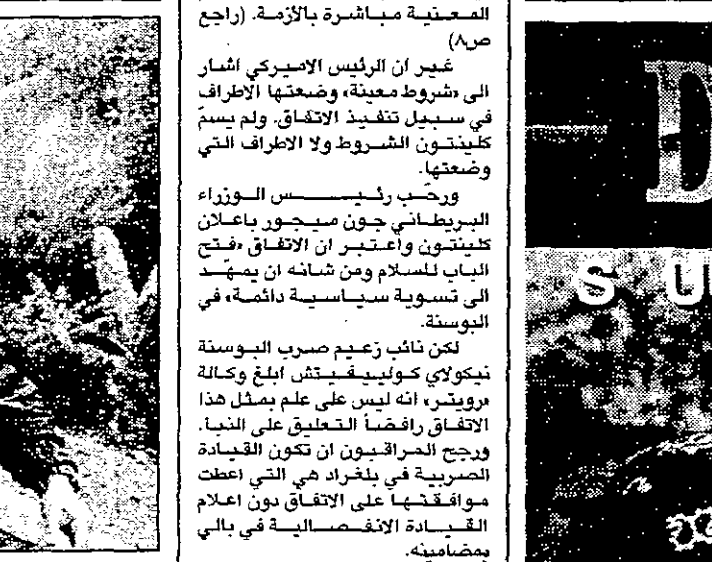 المعنية مباشرة بالأزمة. (راجع
ص٨)
غير ان الرئيس الاميركي اشار
الى «شروط معينة» وضعتها الاطراف
في سبيل تنفيذ الاتفاق. ولم يسمّ
كلينتون الشروط ولا الاطراف التي
وضعتها.
ورحّب رئيس الوزراء
البريطاني جون ميجور باعلان
كلينتون واعتبر ان الاتفاق «فتح
الباب للسلام ومن شانه ان يمهّد
الى تسوية سياسية دائمة» في
البوسنة.
لكن نائب زعيم صرب البوسنة
نيكولاي كوليفيتش ابلغ وكالة
«رويتر» انه ليس على علم بمثل هذا
الاتفاق رافضاً التعليق على النبا.
ورجح المراقبون ان تكون القيادة
الصربية في بلغراد هي التي اعطت
موافقتها على الاتفاق دون اعلام
القيادة الانفصالية في بالي
بمضامينه.
D
S U